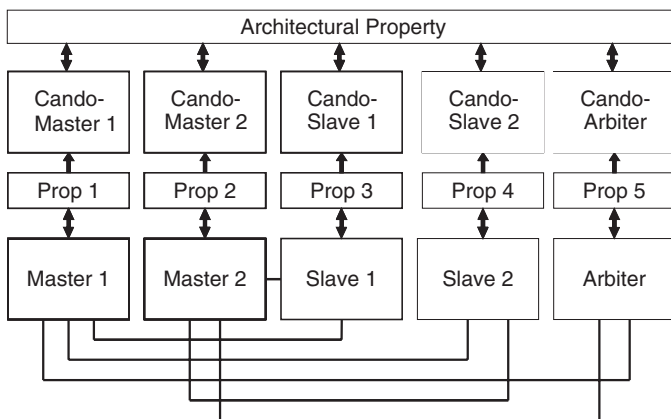 Architectural Property
Cando-
Master 1
Cando-
Master 2
Cando-
Slave 1
Cando-
Slave 2
Cando-
Arbiter
Prop 1
Prop 2
Prop 3
Prop 4
Prop 5
Master 1
Master 2
Slave 1
Slave 2
Arbiter